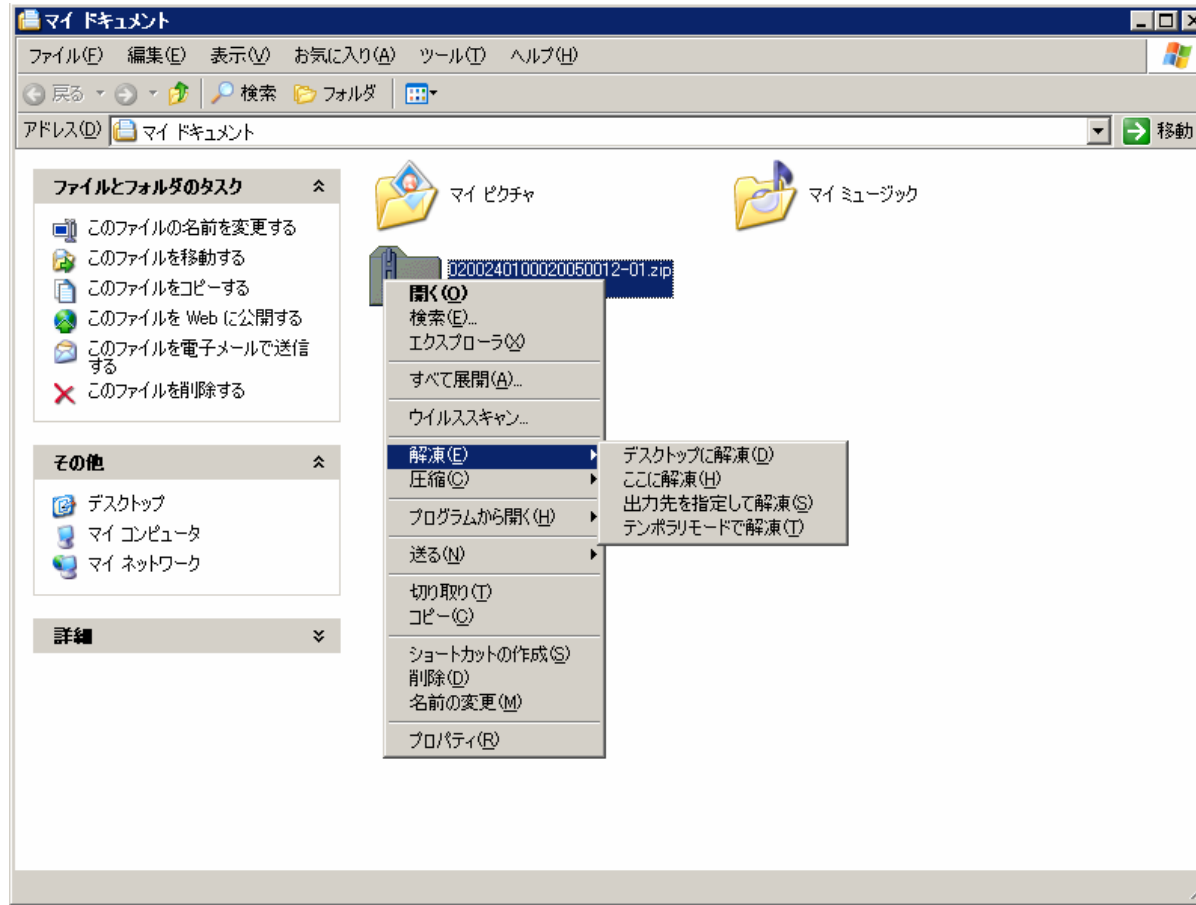 マイ ドキュメント
ファイル(F) 編集(E) 表示(V) お気に入り(A) ツール(T) ヘルプ(H)
戻る 検索 フォルダ
アドレス(D) マイ ドキュメント 移動
ファイルとフォルダのタスク
このファイルの名前を変更する
このファイルを移動する
このファイルをコピーする
このファイルを Web に公開する
このファイルを電子メールで送信
する
このファイルを削除する
その他
デスクトップ
マイ コンピュータ
マイ ネットワーク
詳細
マイ ピクチャ
マイ ミュージック
0200240100020050012-01.zip
開く(O)
検索(E)...
エクスプローラ(X)
すべて展開(A)...
ウイルススキャン...
解凍(E)
圧縮(C)
プログラムから開く(H)
送る(N)
切り取り(T)
コピー(C)
ショートカットの作成(S)
削除(D)
名前の変更(M)
プロパティ(R)
デスクトップに解凍(D)
ここに解凍(H)
出力先を指定して解凍(S)
テンポラリモードで解凍(T)